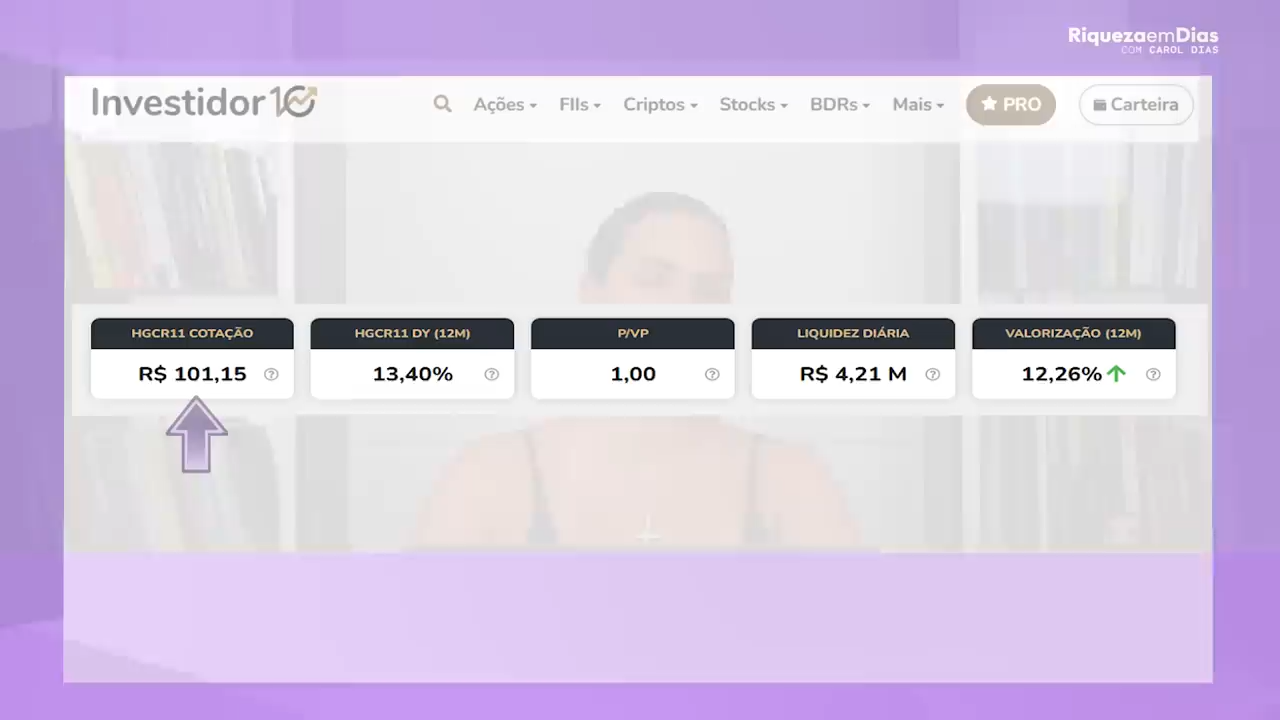 RiquezaemDias
COM CAROL DIAS
Investidor10
Ações FIIs Criptos Stocks BDRs Mais PRO Carteira
HGCR11 COTAÇÃO HGCR11 DY (12M) P/VP LIQUIDEZ DIÁRIA VALORIZAÇÃO (12M)
R$ 101,15 ? 13,40% ? 1,00 ? R$ 4,21 M ? 12,26% ?